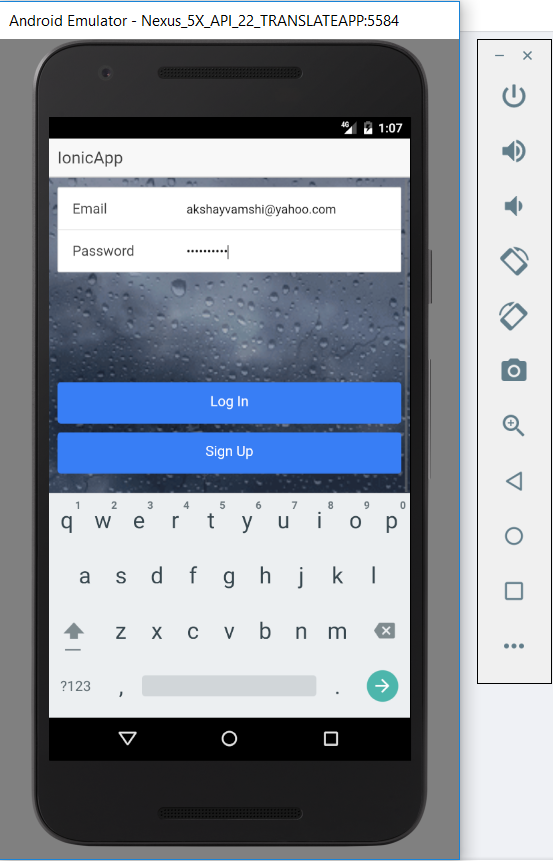 Android Emulator - Nexus_5X_API_22_TRANSLATEAPP:5584
4G 1:07
IonicApp
Email akshayvamshi@yahoo.com
Password ••••••••••
Log In
Sign Up
1 2 3 4 5 6 7 8 9 0
q w e r t y u i o p
a s d f g h j k l
z x c v b n m
?123 , .